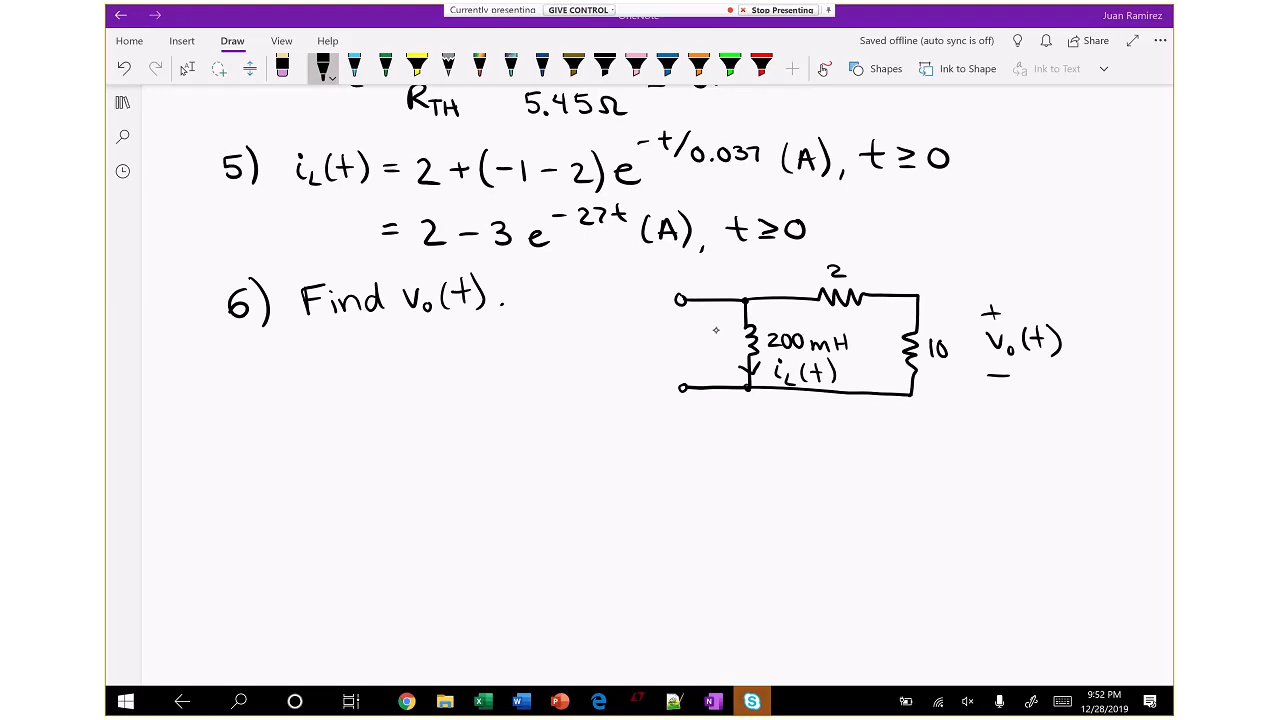 Currently presenting GIVE CONTROL Stop Presenting
OneNote
Juan Ramirez
Home Insert Draw View Help
Saved offline (auto sync is off) Share
Shapes Ink to Shape Ink to Text
R_TH 5.45Ω
5) i_L(t) = 2 + (-1 - 2) e^{-t/0.037} (A), t ≥ 0
= 2 - 3 e^{-27t} (A), t ≥ 0
6) Find v_o(t).
2
200 mH
i_L(t)
10
+
v_o(t)
−
9:52 PM
12/28/2019